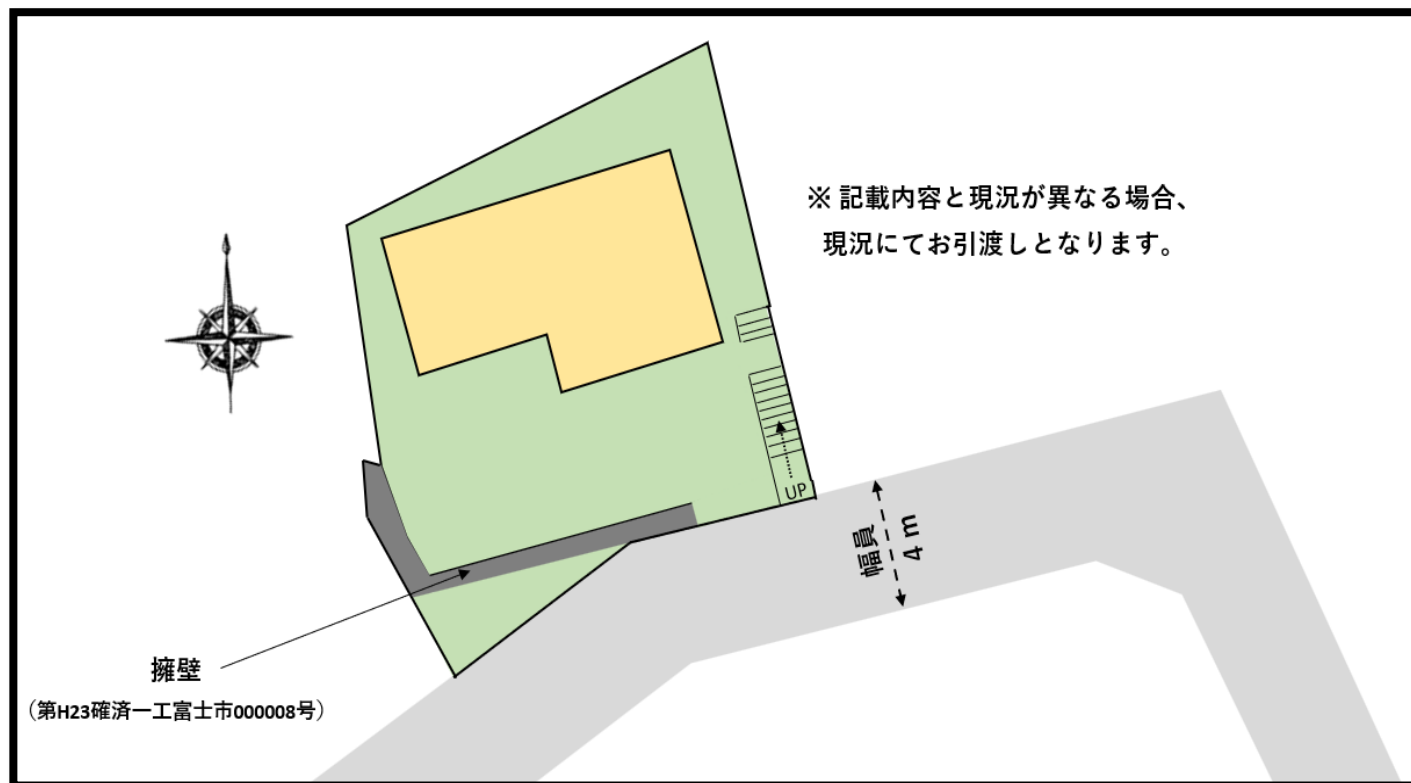 ※ 記載内容と現況が異なる場合、
現況にてお引渡しとなります。
UP
幅員
4 m
擁壁
（第H23確済一工富士市000008号）